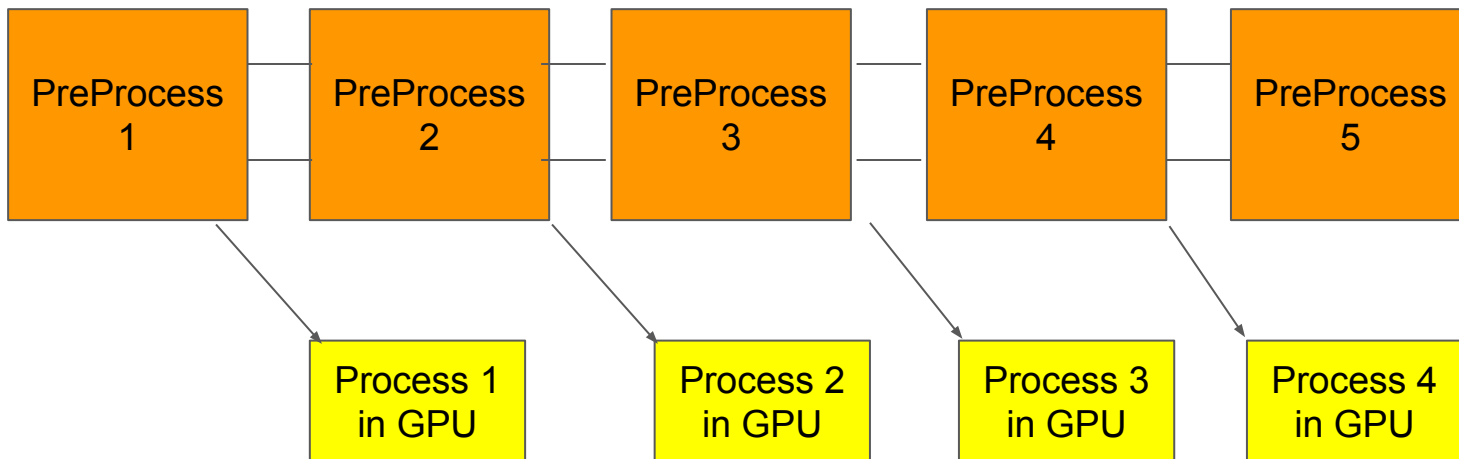 PreProcess
1
PreProcess
2
PreProcess
3
PreProcess
4
PreProcess
5
Process 1
in GPU
Process 2
in GPU
Process 3
in GPU
Process 4
in GPU